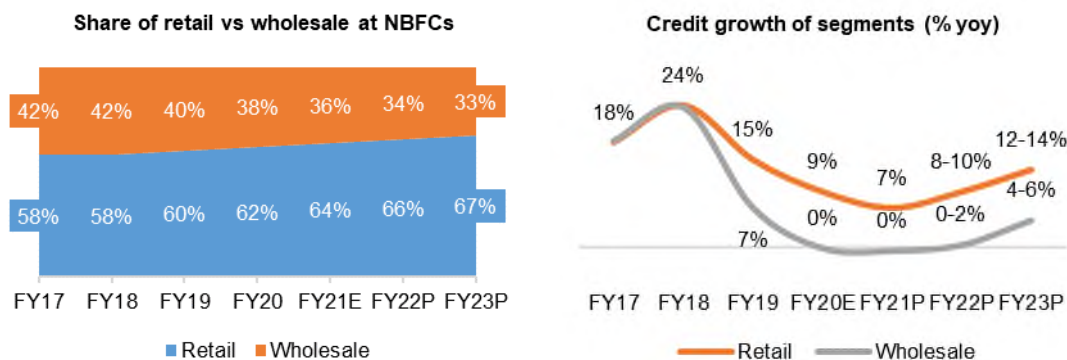 Share of retail vs wholesale at NBFCs
42% 42% 40% 38% 36% 34% 33%
58% 58% 60% 62% 64% 66% 67%
FY17 FY18 FY19 FY20 FY21E FY22P FY23P
Retail Wholesale
Credit growth of segments (% yoy)
24%
18%
15%
12-14%
9%
7%
8-10%
4-6%
0%
0%
0-2%
7%
FY17 FY18 FY19 FY20E FY21P FY22P FY23P
Retail Wholesale